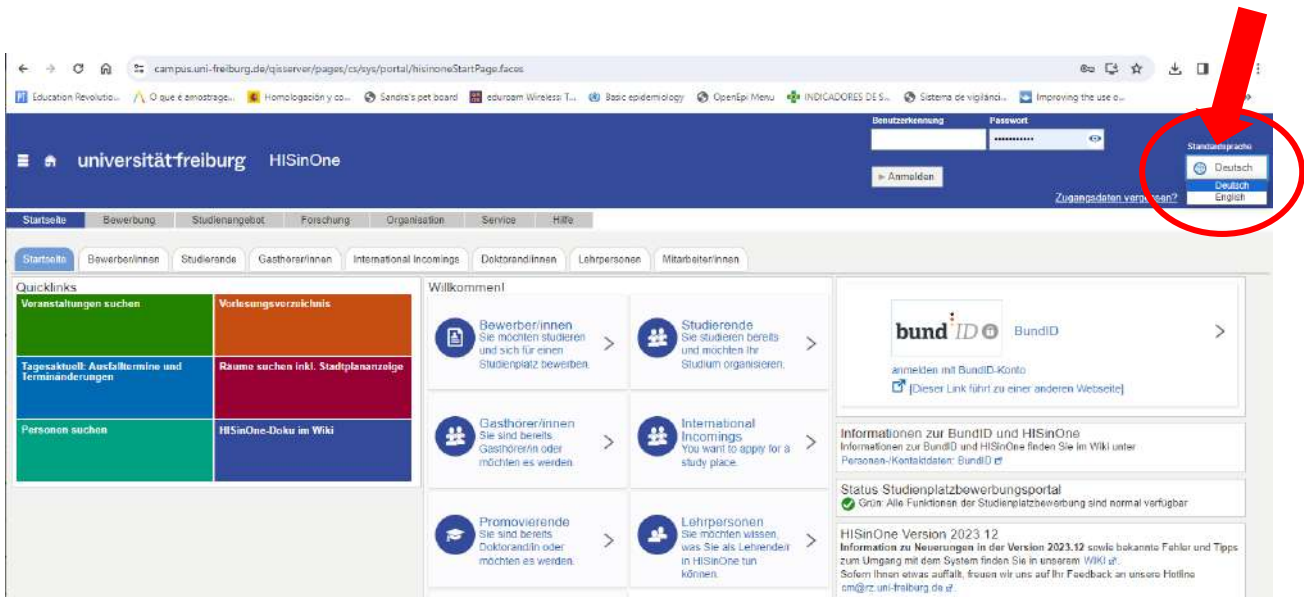 campus.uni-freiburg.de/qisserver/pages/cs/sys/portal/hisinoneStartPage.faces
Education Revolutio...
O que é amostrage...
Homologación y co...
Sandra's pet board
eduroam Wireless T...
Basic epidemiology
OpenEpi Menu
INDICADORES DE S...
Sistema de vigilânci...
Improving the use o...
Benutzerkennung
Passwort
Standardsprache
universität freiburg HISinOne
Deutsch
Anmelden
Deutsch
English
Zugangsdaten vergessen?
Startseite
Bewerbung
Studienangebot
Forschung
Organisation
Service
Hilfe
Startseite
Bewerber/innen
Studierende
Gasthörer/innen
International Incomings
Doktorand/innen
Lehrpersonen
Mitarbeiter/innen
Quicklinks
Veranstaltungen suchen
Vorlesungsverzeichnis
Tagesaktuell: Ausfalltermine und
Terminänderungen
Räume suchen inkl. Stadtplananzeige
Personen suchen
HISinOne-Doku im Wiki
Willkommen!
Bewerber/innen
Sie möchten studieren
und sich für einen
Studienplatz bewerben.
Studierende
Sie studieren bereits
und möchten Ihr
Studium organisieren.
Gasthörer/innen
Sie sind bereits
Gasthörer/in oder
möchten es werden.
International
Incomings
You want to apply for a
study place.
Promovierende
Sie sind bereits
Doktorand/in oder
möchten es werden.
Lehrpersonen
Sie möchten wissen,
was Sie als Lehrende/r
in HISinOne tun
können.
bund ID
BundID
anmelden mit BundID-Konto
[Dieser Link führt zu einer anderen Webseite]
Informationen zur BundID und HISinOne
Informationen zur BundID und HISinOne finden Sie im Wiki unter
Personen-/Kontaktdaten: BundID
Status Studienplatzbewerbungsportal
Grün: Alle Funktionen der Studienplatzbewerbung sind normal verfügbar
HISinOne Version 2023.12
Information zu Neuerungen in der Version 2023.12 sowie bekannte Fehler und Tipps
zum Umgang mit dem System finden Sie in unserem WIKI.
Sofern Ihnen etwas auffällt, freuen wir uns auf Ihr Feedback an unsere Hotline
cm@rz.uni-freiburg.de.